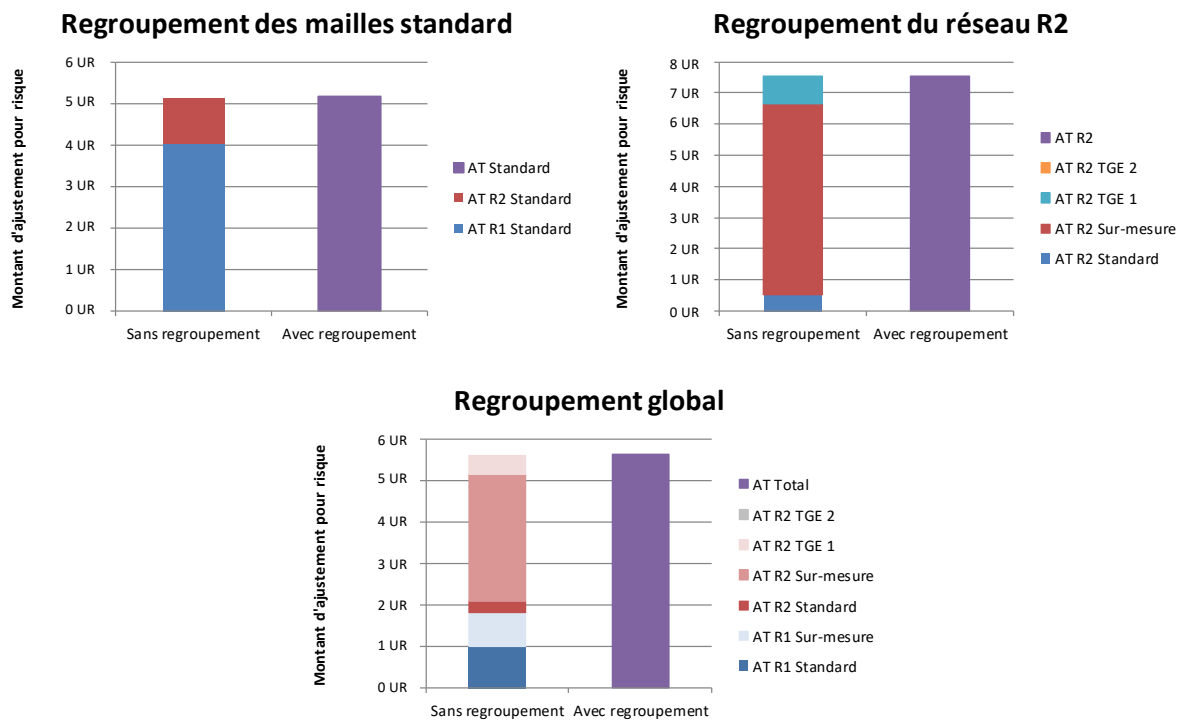 Regroupement des mailles standard
Montant d'ajustement pour risque
6 UR
5 UR
4 UR
3 UR
2 UR
1 UR
0 UR
Sans regroupement
Avec regroupement
AT Standard
AT R2 Standard
AT R1 Standard
Regroupement du réseau R2
Montant d'ajustement pour risque
8 UR
7 UR
6 UR
5 UR
4 UR
3 UR
2 UR
1 UR
0 UR
Sans regroupement
Avec regroupement
AT R2
AT R2 TGE 2
AT R2 TGE 1
AT R2 Sur-mesure
AT R2 Standard
Regroupement global
Montant d'ajustement pour risque
6 UR
5 UR
4 UR
3 UR
2 UR
1 UR
0 UR
Sans regroupement
Avec regroupement
AT Total
AT R2 TGE 2
AT R2 TGE 1
AT R2 Sur-mesure
AT R2 Standard
AT R1 Sur-mesure
AT R1 Standard